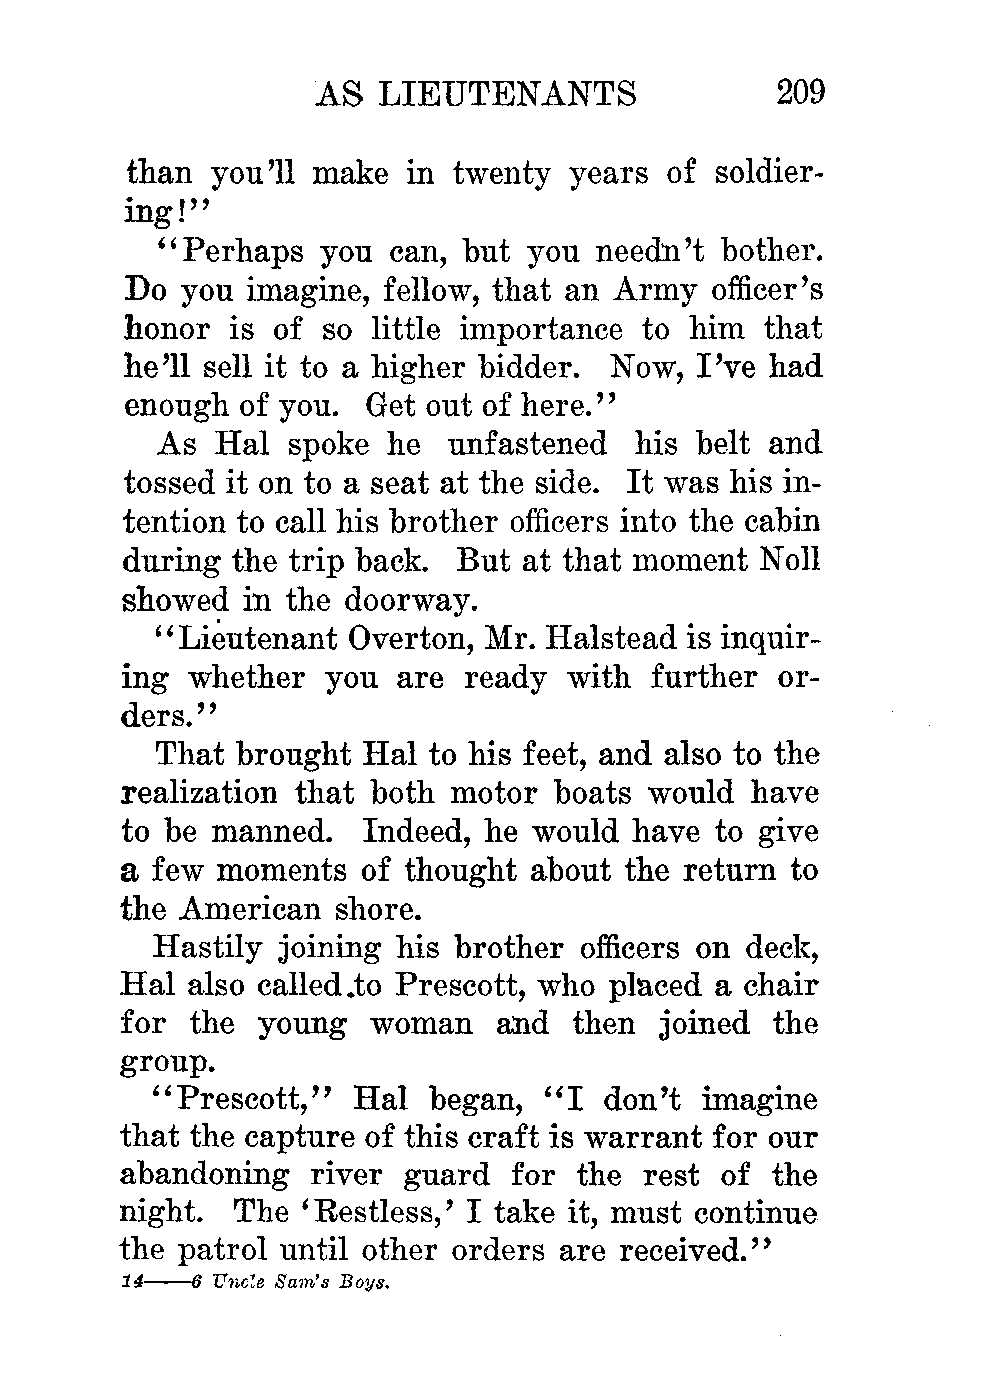 AS LIEUTENANTS 209
than you'll make in twenty years of soldier-
ing!"
"Perhaps you can, but you needn't bother.
Do you imagine, fellow, that an Army officer's
honor is of so little importance to him that
he'll sell it to a higher bidder. Now, I've had
enough of you. Get out of here."
As Hal spoke he unfastened his belt and
tossed it on to a seat at the side. It was his in-
tention to call his brother officers into the cabin
during the trip back. But at that moment Noll
showed in the doorway.
"Lieutenant Overton, Mr. Halstead is inquir-
ing whether you are ready with further or-
ders."
That brought Hal to his feet, and also to the
realization that both motor boats would have
to be manned. Indeed, he would have to give
a few moments of thought about the return to
the American shore.
Hastily joining his brother officers on deck,
Hal also called to Prescott, who placed a chair
for the young woman and then joined the
group.
"Prescott," Hal began, "I don't imagine
that the capture of this craft is warrant for our
abandoning river guard for the rest of the
night. The 'Restless,' I take it, must continue
the patrol until other orders are received."
14——6 Uncle Sam's Boys.